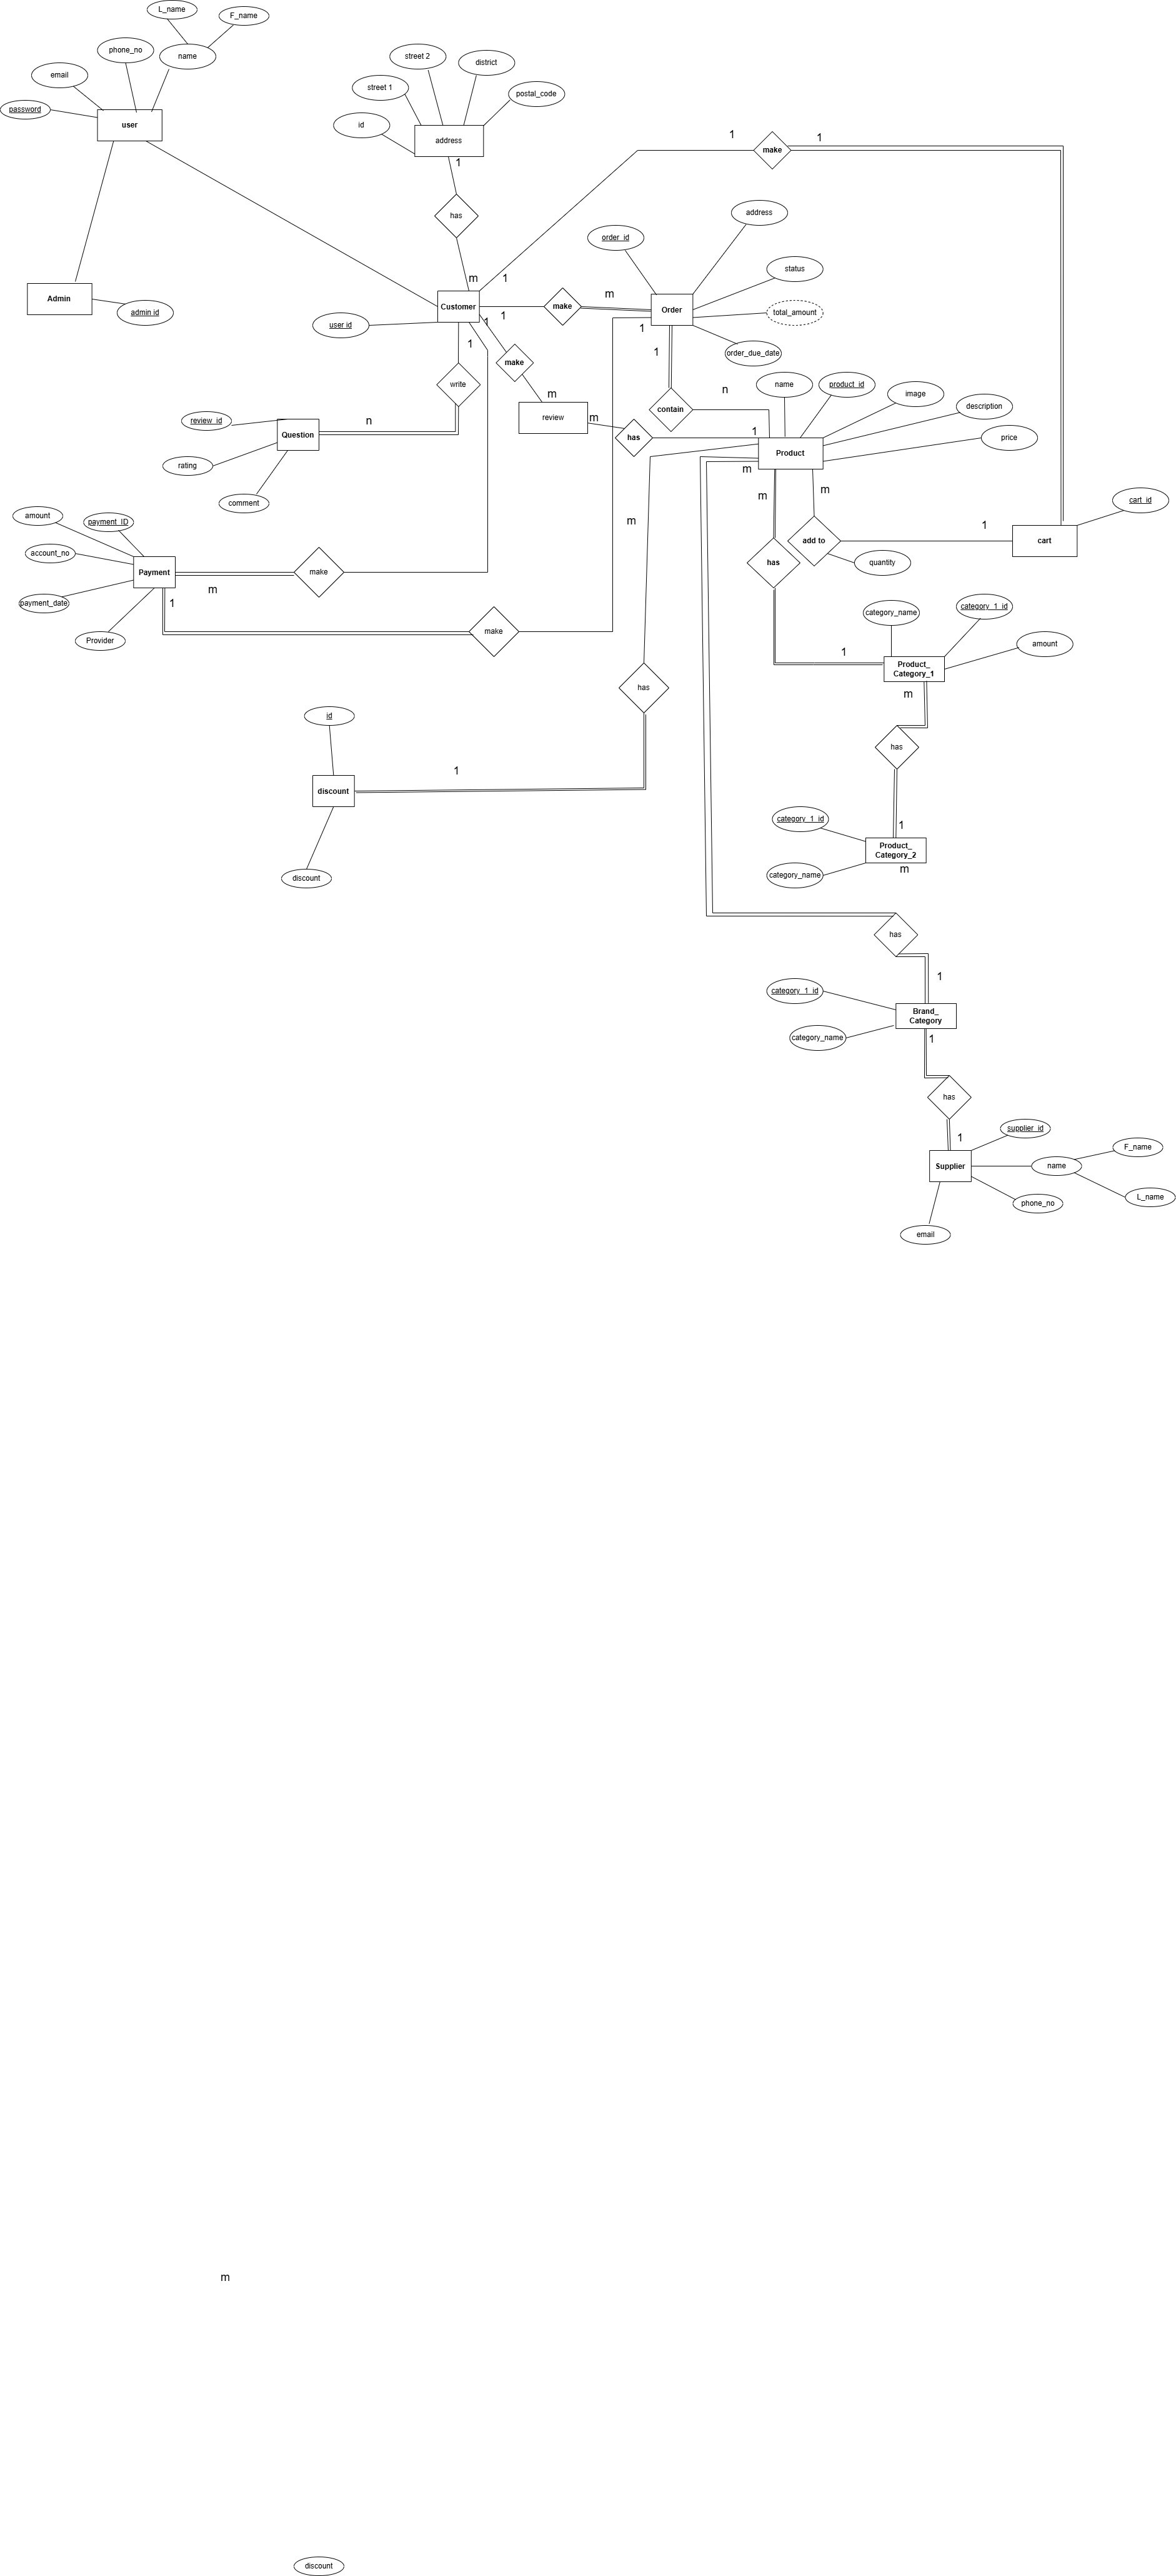 L_name
F_name
phone_no
name
email
password
user
street 2
district
street 1
postal_code
id
address
1
1
make
1
has
address
order_id
m
1
status
Admin
admin id
Customer
make
m
Order
total_amount
user id
1
1
1
order_due_date
1
1
make
write
m
review
m
n
contain
name
product_id
image
description
price
review_id
n
Question
has
1
Product
rating
comment
m
m
m
cart_id
amount
payment_ID
m
1
add to
cart
account_no
Payment
make
has
quantity
m
payment_date
1
Provider
make
category_name
category_1_id
amount
1
Product_
Category_1
has
m
id
has
1
discount
category_1_id
1
Product_
Category_2
category_name
m
discount
has
1
category_1_id
Brand_
Category
category_name
1
has
supplier_id
1
Supplier
name
F_name
L_name
phone_no
email
m
discount